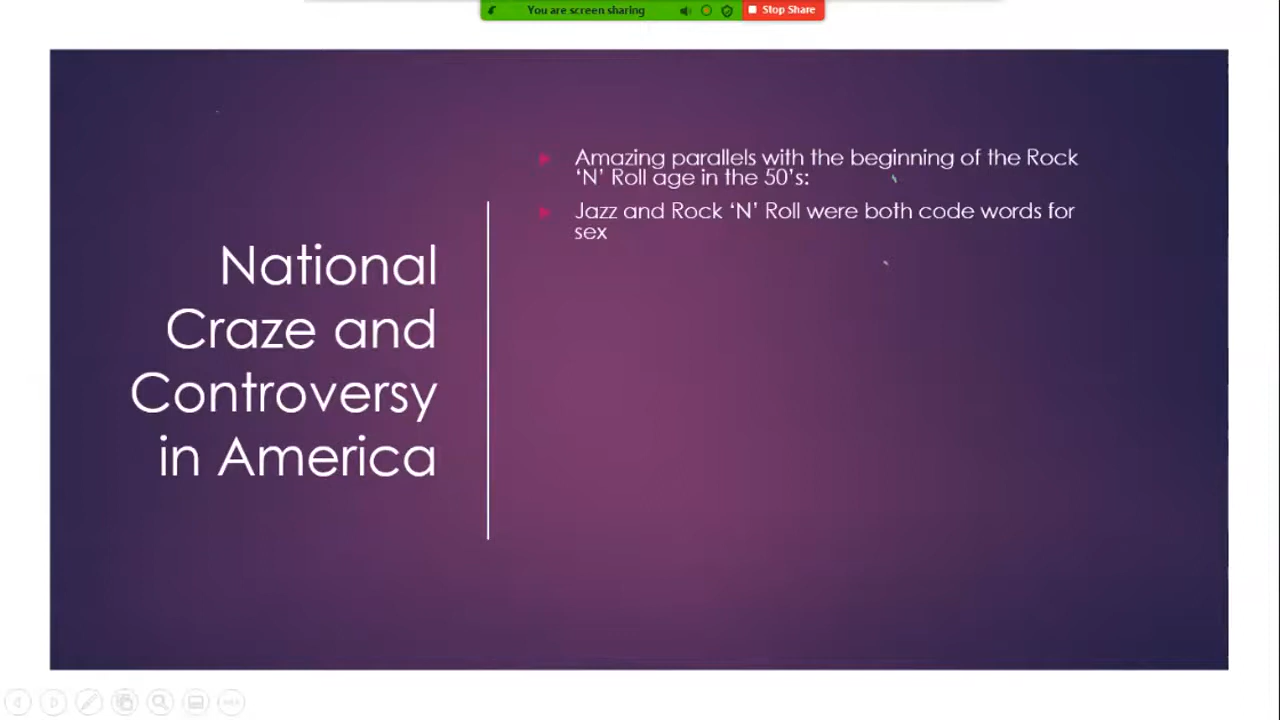 You are screen sharing
Stop Share
National
Craze and
Controversy
in America
Amazing parallels with the beginning of the Rock
‘N’ Roll age in the 50’s:
Jazz and Rock ‘N’ Roll were both code words for
sex